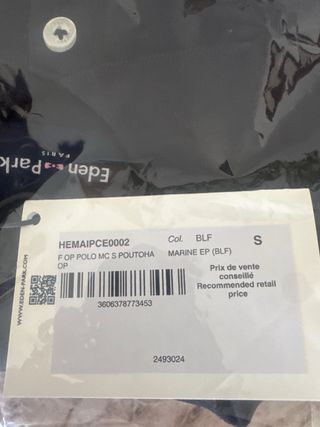 Eden Park
PARIS
HEMAIPCE0002 Col. BLF S
F OP POLO MC S POUTOHA MARINE EP (BLF)
OP
Prix de vente
conseillé
Recommended retail
price
3606378773453
2493024
WWW.EDEN-PARK.COM